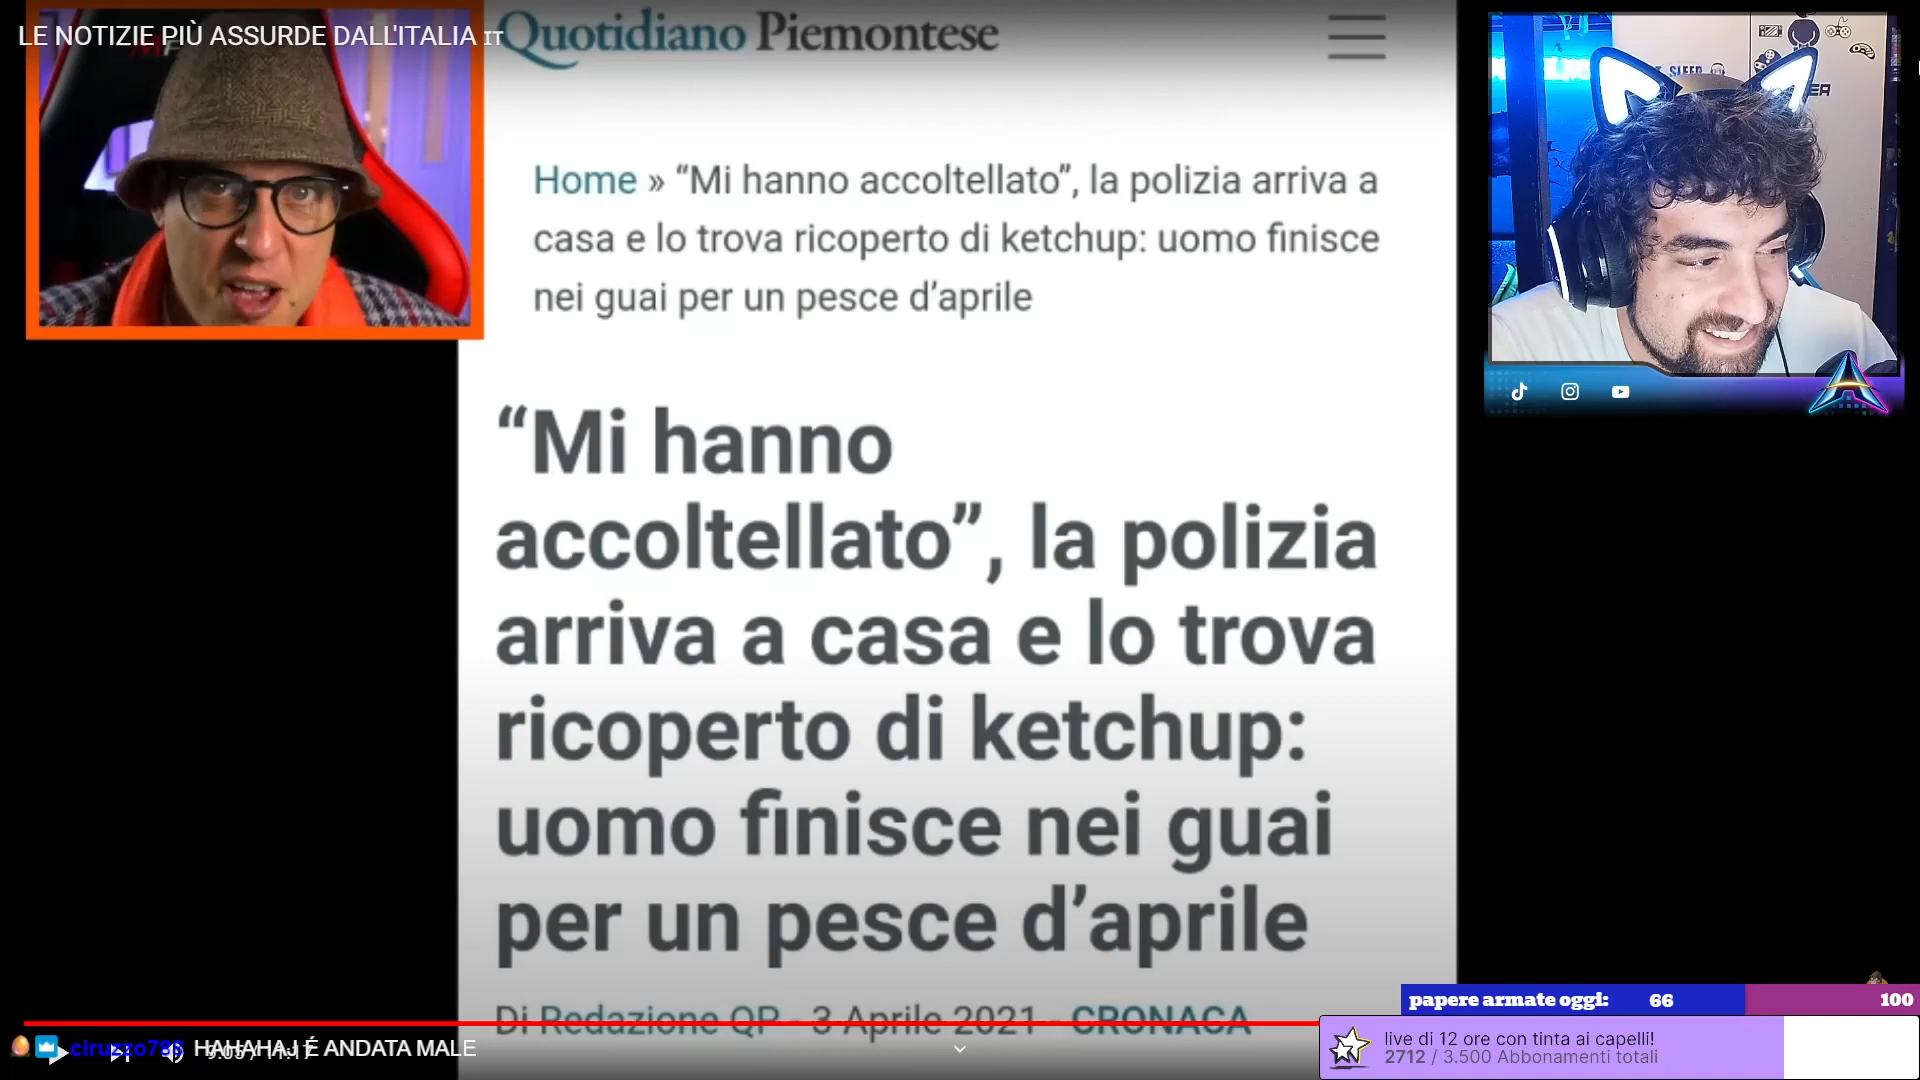 LE NOTIZIE PIÙ ASSURDE DALL'ITALIA IT
Quotidiano Piemontese
Home » “Mi hanno accoltellato”, la polizia arriva a
casa e lo trova ricoperto di ketchup: uomo finisce
nei guai per un pesce d’aprile
“Mi hanno
accoltellato”, la polizia
arriva a casa e lo trova
ricoperto di ketchup:
uomo finisce nei guai
per un pesce d’aprile
Di Redazione QP - 3 Aprile 2021 - CRONACA
HAHAHAJ É ANDATA MALE
papere armate oggi: 66 100
live di 12 ore con tinta ai capelli!
2712 / 3.500 Abbonamenti totali